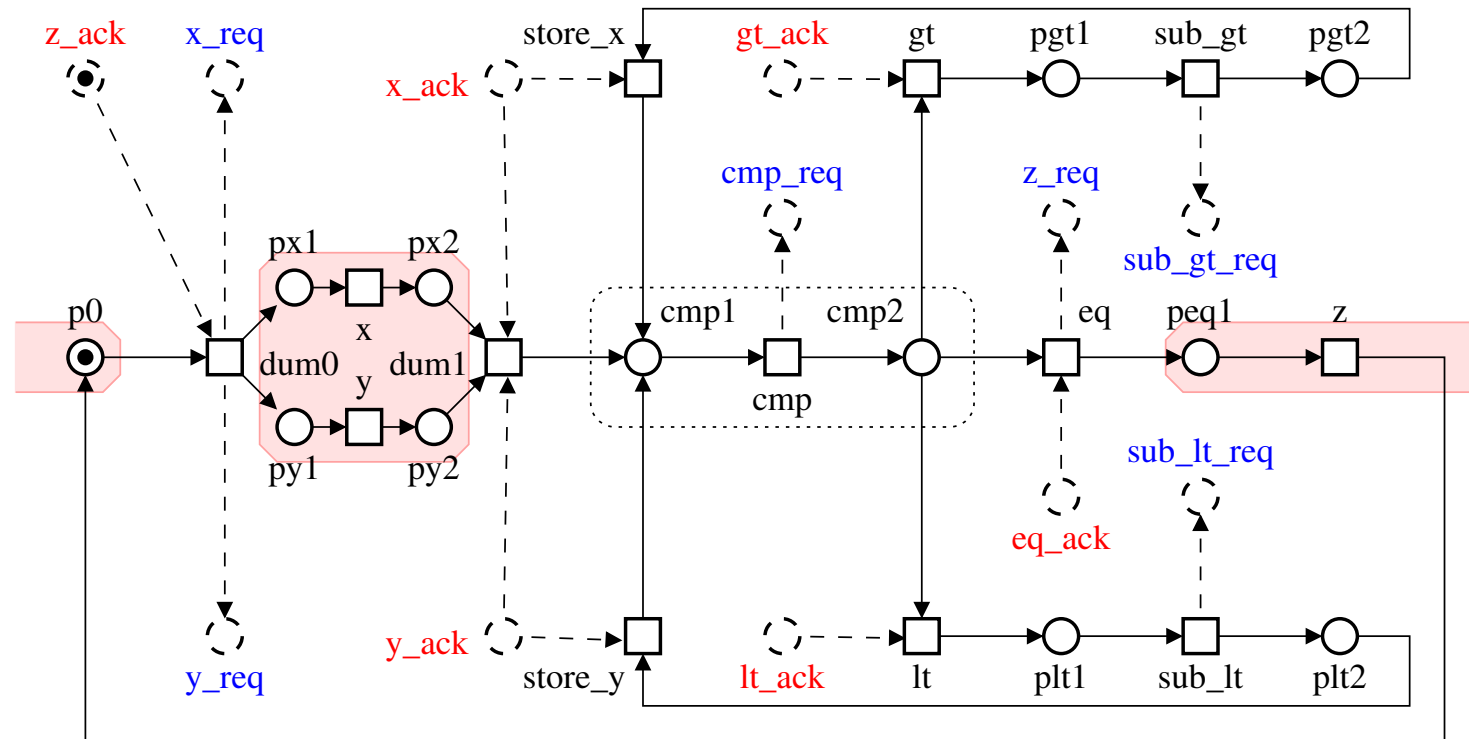 z_ack
x_req
store_x
gt_ack
gt
pgt1
sub_gt
pgt2
x_ack
cmp_req
z_req
px1
px2
sub_gt_req
p0
cmp1
cmp2
eq
peq1
z
x
dum0
dum1
y
cmp
py1
py2
sub_lt_req
eq_ack
y_ack
y_req
store_y
lt_ack
lt
plt1
sub_lt
plt2